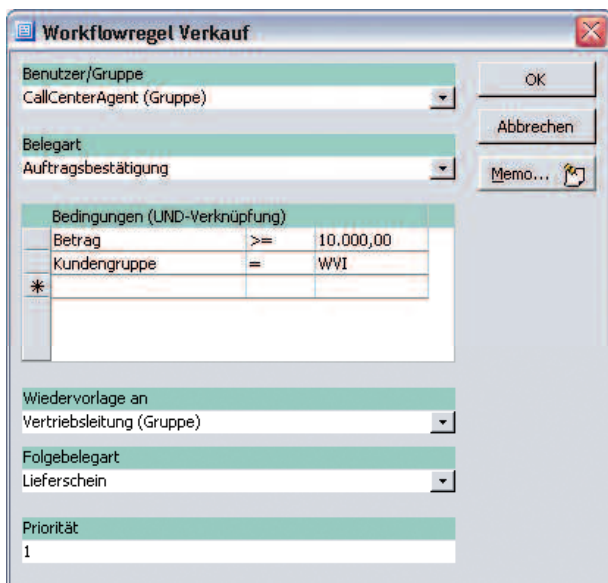 Workflowregel Verkauf
Benutzer/Gruppe
CallCenterAgent (Gruppe)
OK
Abbrechen
Memo...
Belegart
Auftragsbestätigung
Bedingungen (UND-Verknüpfung)
Betrag >= 10.000,00
Kundengruppe = WVI
Wiedervorlage an
Vertriebsleitung (Gruppe)
Folgebelegart
Lieferschein
Priorität
1